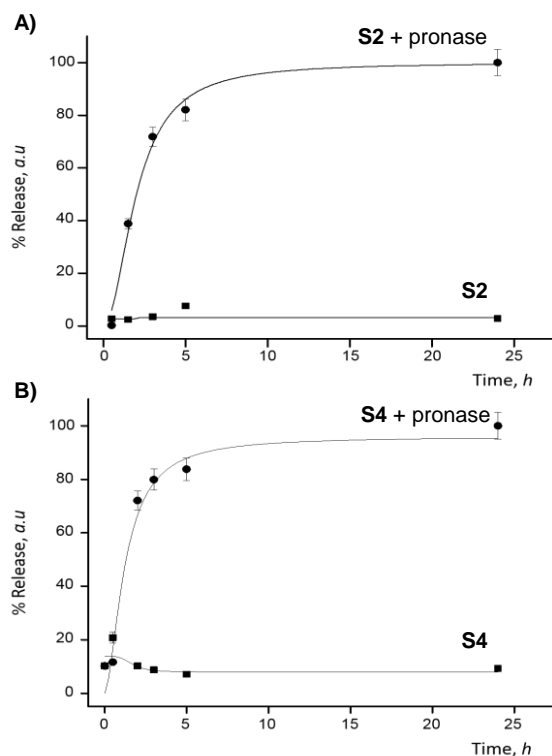 A)
S2 + pronase
100
80
% Release, a.u
60
40
20
S2
0
0 5 10 15 20 25
Time, h
B)
S4 + pronase
100
80
% Release, a.u
60
40
20
S4
0
0 5 10 15 20 25
Time, h